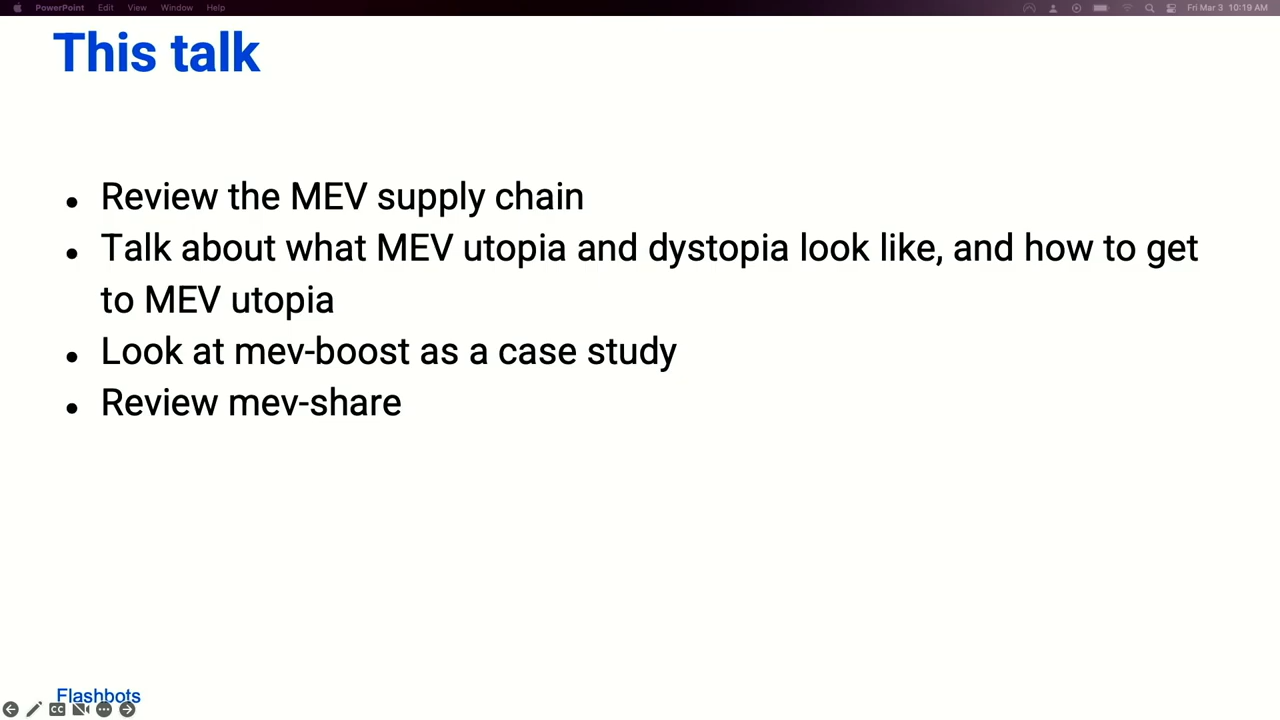 PowerPoint Edit View Window Help Fri Mar 3 10:19 AM
This talk
• Review the MEV supply chain
• Talk about what MEV utopia and dystopia look like, and how to get
to MEV utopia
• Look at mev-boost as a case study
• Review mev-share
Flashbots
CC